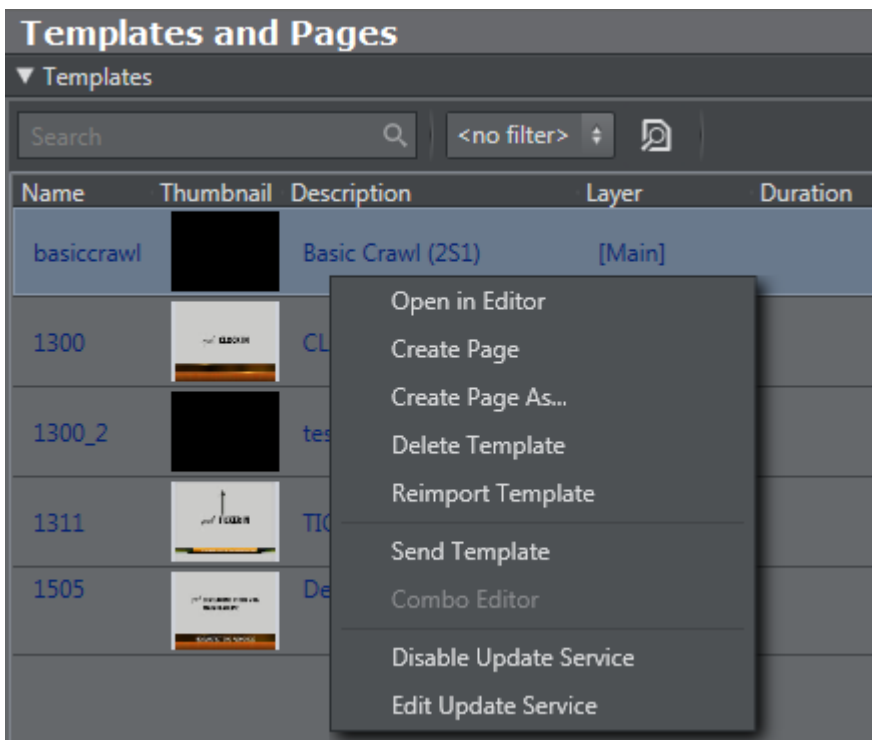 Templates and Pages
Templates
Search <no filter>
Name Thumbnail Description Layer Duration
basiccrawl Basic Crawl (2S1) [Main]
Open in Editor
1300 CL
Create Page
Create Page As...
1300_2 tes
Delete Template
Reimport Template
1311 TIC
Send Template
1505 De
Combo Editor
Disable Update Service
Edit Update Service